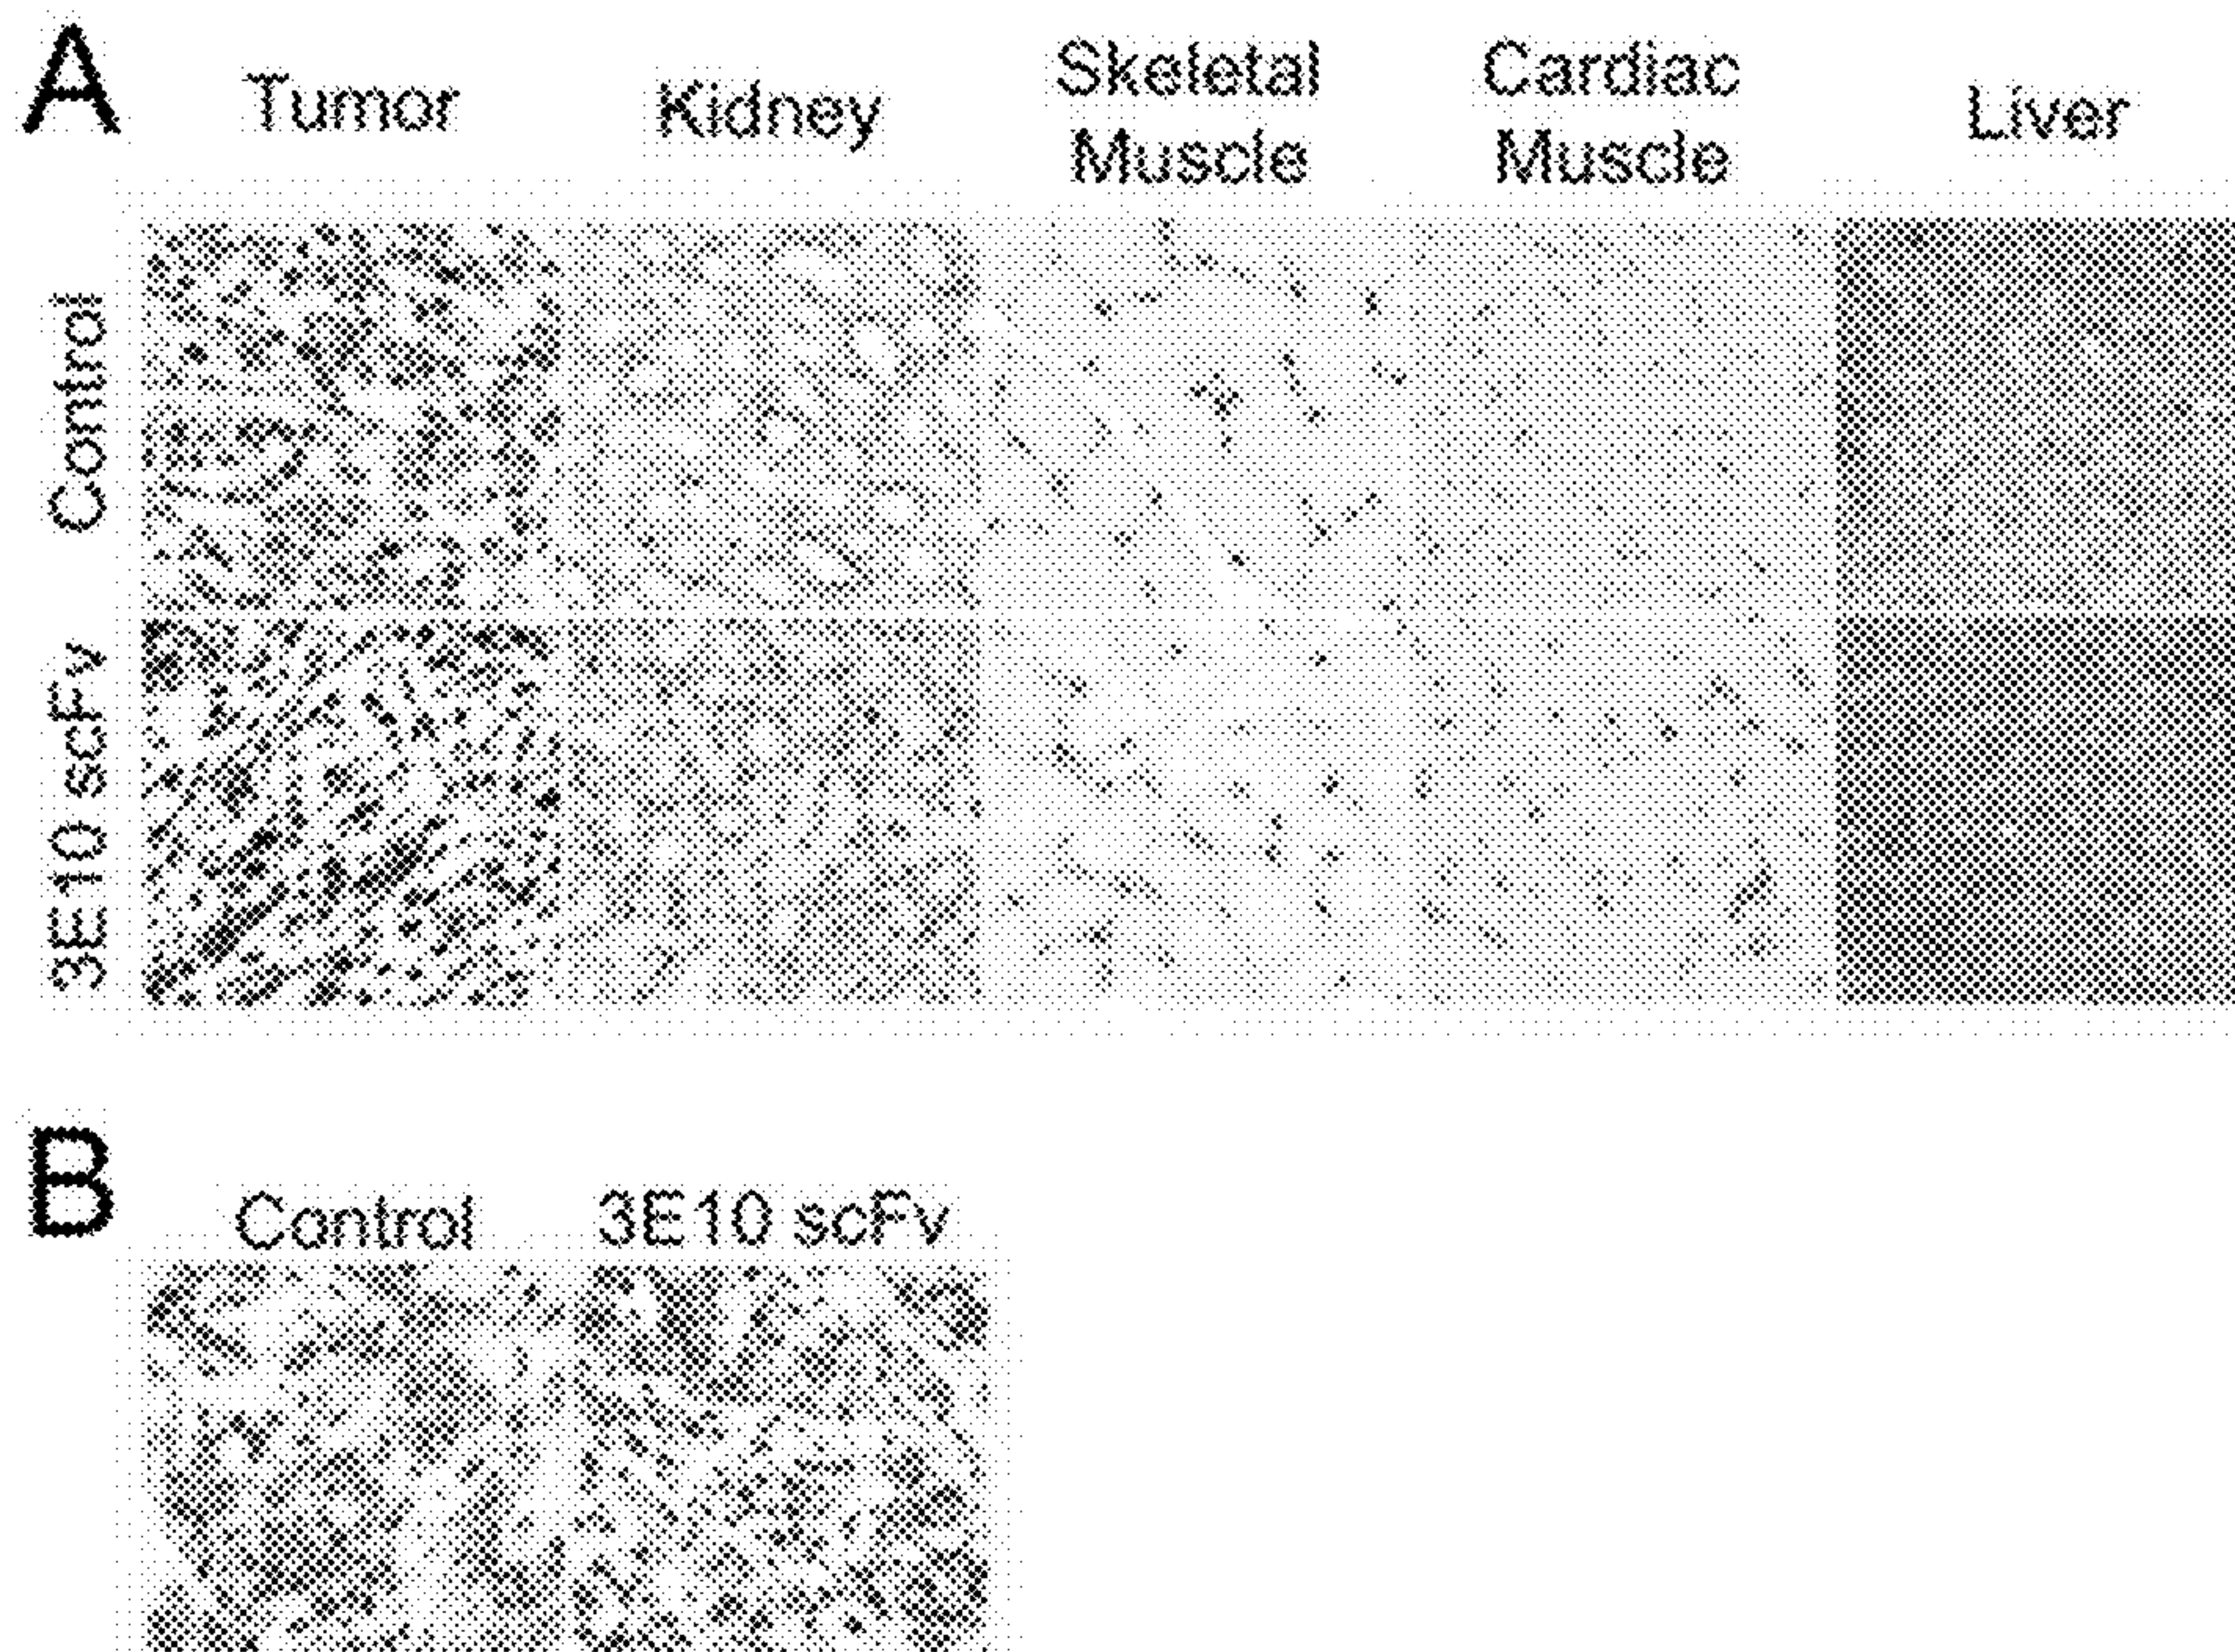 A
Tumor Kidney Skeletal Muscle Cardiac Muscle Liver
Control
3E10 scFv
B
Control 3E10 scFv